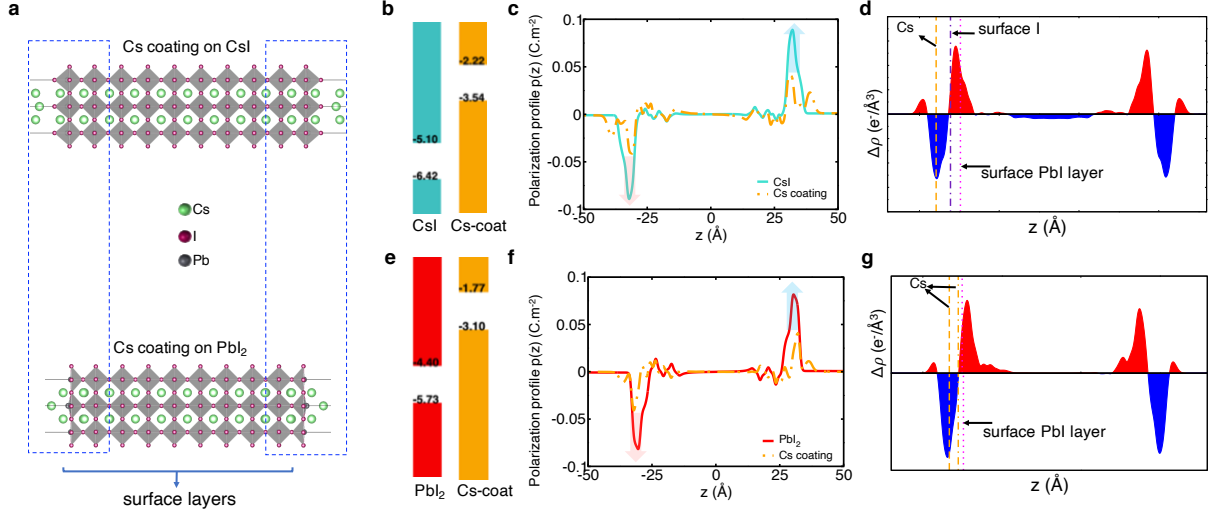 a
Cs coating on CsI
Cs
I
Pb
Cs coating on PbI₂
surface layers
b
-2.22
-3.54
-5.10
-6.42
CsI
Cs-coat
c
Polarization profile p(z) (C.m⁻²)
0.1
0.05
0
-0.05
-0.1
CsI
Cs coating
-50
-25
0
25
50
z (Å)
d
Cs
surface I
surface PbI layer
Δρ (e⁻/Å³)
z (Å)
e
-1.77
-3.10
-4.40
-5.73
PbI₂
Cs-coat
f
Polarization profile p(z) (C.m⁻²)
0.1
0.05
0
-0.05
-0.1
PbI₂
Cs coating
-50
-25
0
25
50
z (Å)
g
Cs
surface PbI layer
Δρ (e⁻/Å³)
z (Å)